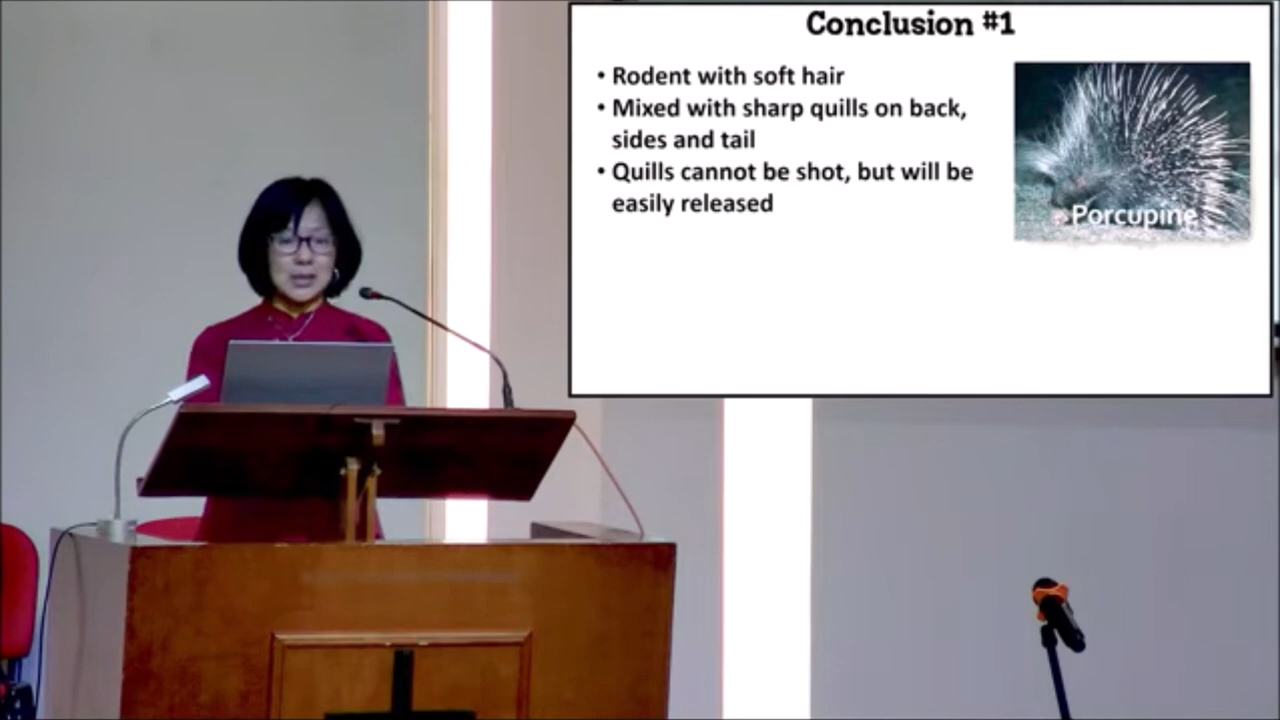 Conclusion #1
• Rodent with soft hair
• Mixed with sharp quills on back,
sides and tail
• Quills cannot be shot, but will be
easily released
Porcupine